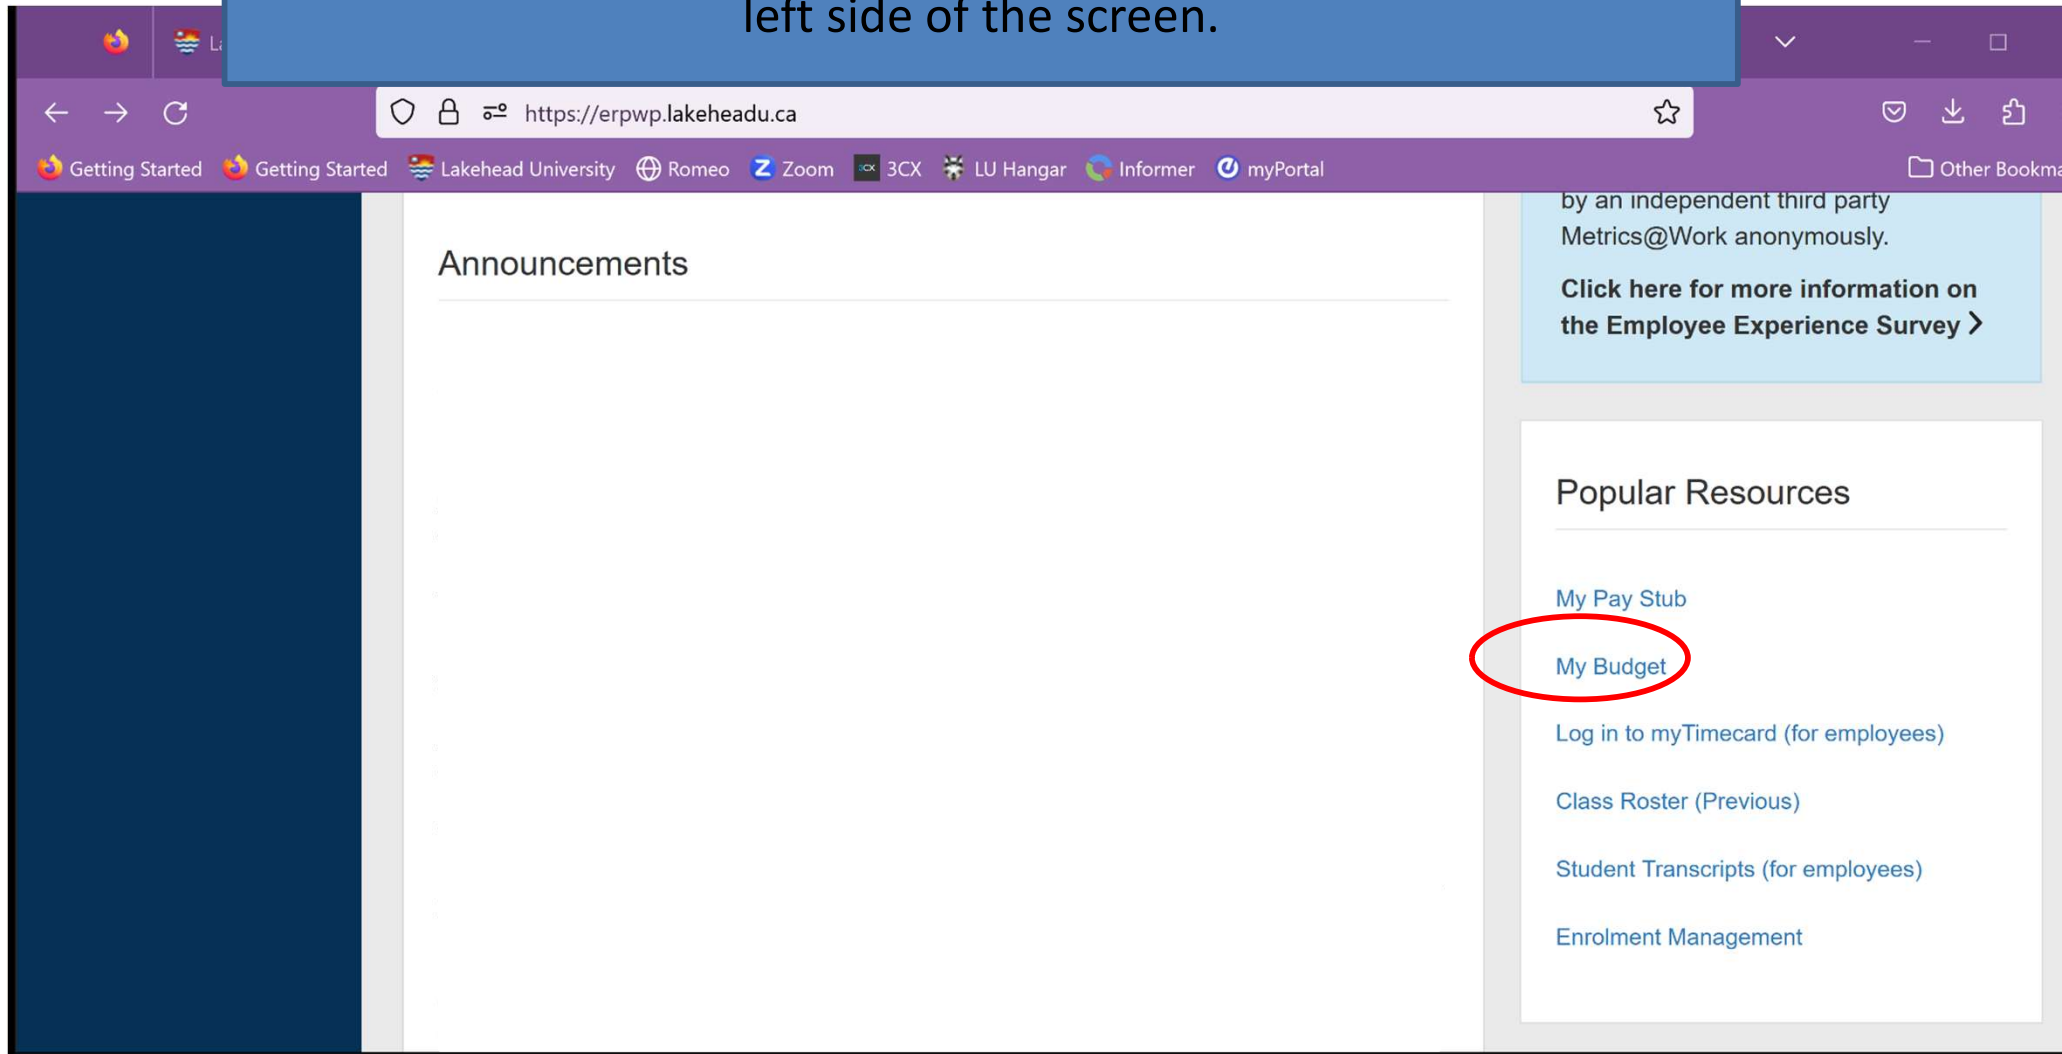 left side of the screen.
https://erpwp.lakeheadu.ca
Getting Started Getting Started Lakehead University Romeo Zoom 3CX LU Hangar Informer myPortal
Announcements
by an independent third party
Metrics@Work anonymously.
Click here for more information on
the Employee Experience Survey
Popular Resources
My Pay Stub
My Budget
Log in to myTimecard (for employees)
Class Roster (Previous)
Student Transcripts (for employees)
Enrolment Management